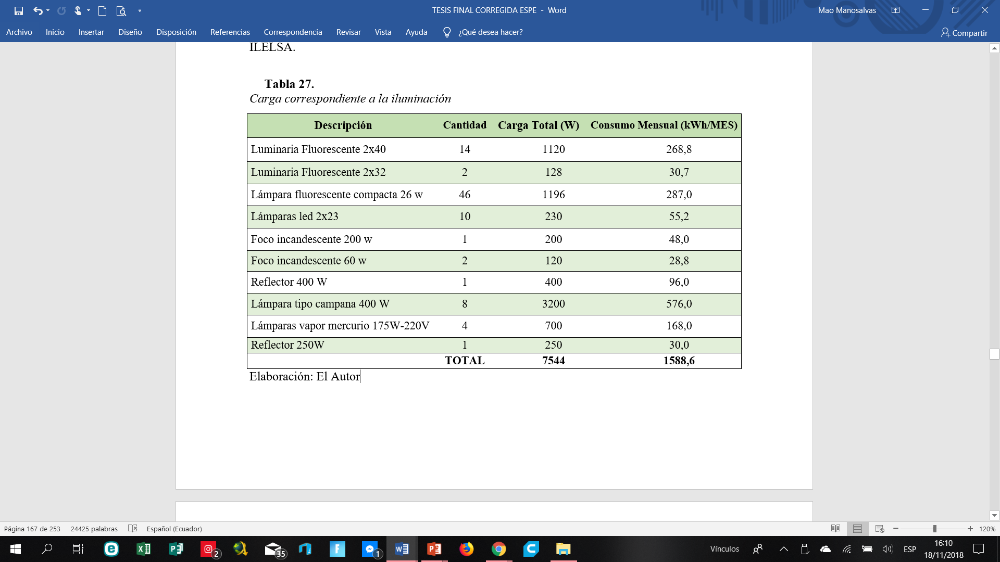 TESIS FINAL CORREGIDA ESPE - Word
Mao Manosalvas
Archivo Inicio Insertar Diseño Disposición Referencias Correspondencia Revisar Vista Ayuda ¿Qué desea hacer? Compartir
ILELSA.
Tabla 27.
Carga correspondiente a la iluminación
Descripción Cantidad Carga Total (W) Consumo Mensual (kWh/MES)
Luminaria Fluorescente 2x40 14 1120 268,8
Luminaria Fluorescente 2x32 2 128 30,7
Lámpara fluorescente compacta 26 w 46 1196 287,0
Lámparas led 2x23 10 230 55,2
Foco incandescente 200 w 1 200 48,0
Foco incandescente 60 w 2 120 28,8
Reflector 400 W 1 400 96,0
Lámpara tipo campana 400 W 8 3200 576,0
Lámparas vapor mercurio 175W-220V 4 700 168,0
Reflector 250W 1 250 30,0
TOTAL 7544 1588,6
Elaboración: El Autor
Página 167 de 253 24425 palabras Español (Ecuador) 120%
2 35 1 Vínculos ESP 16:10
18/11/2018